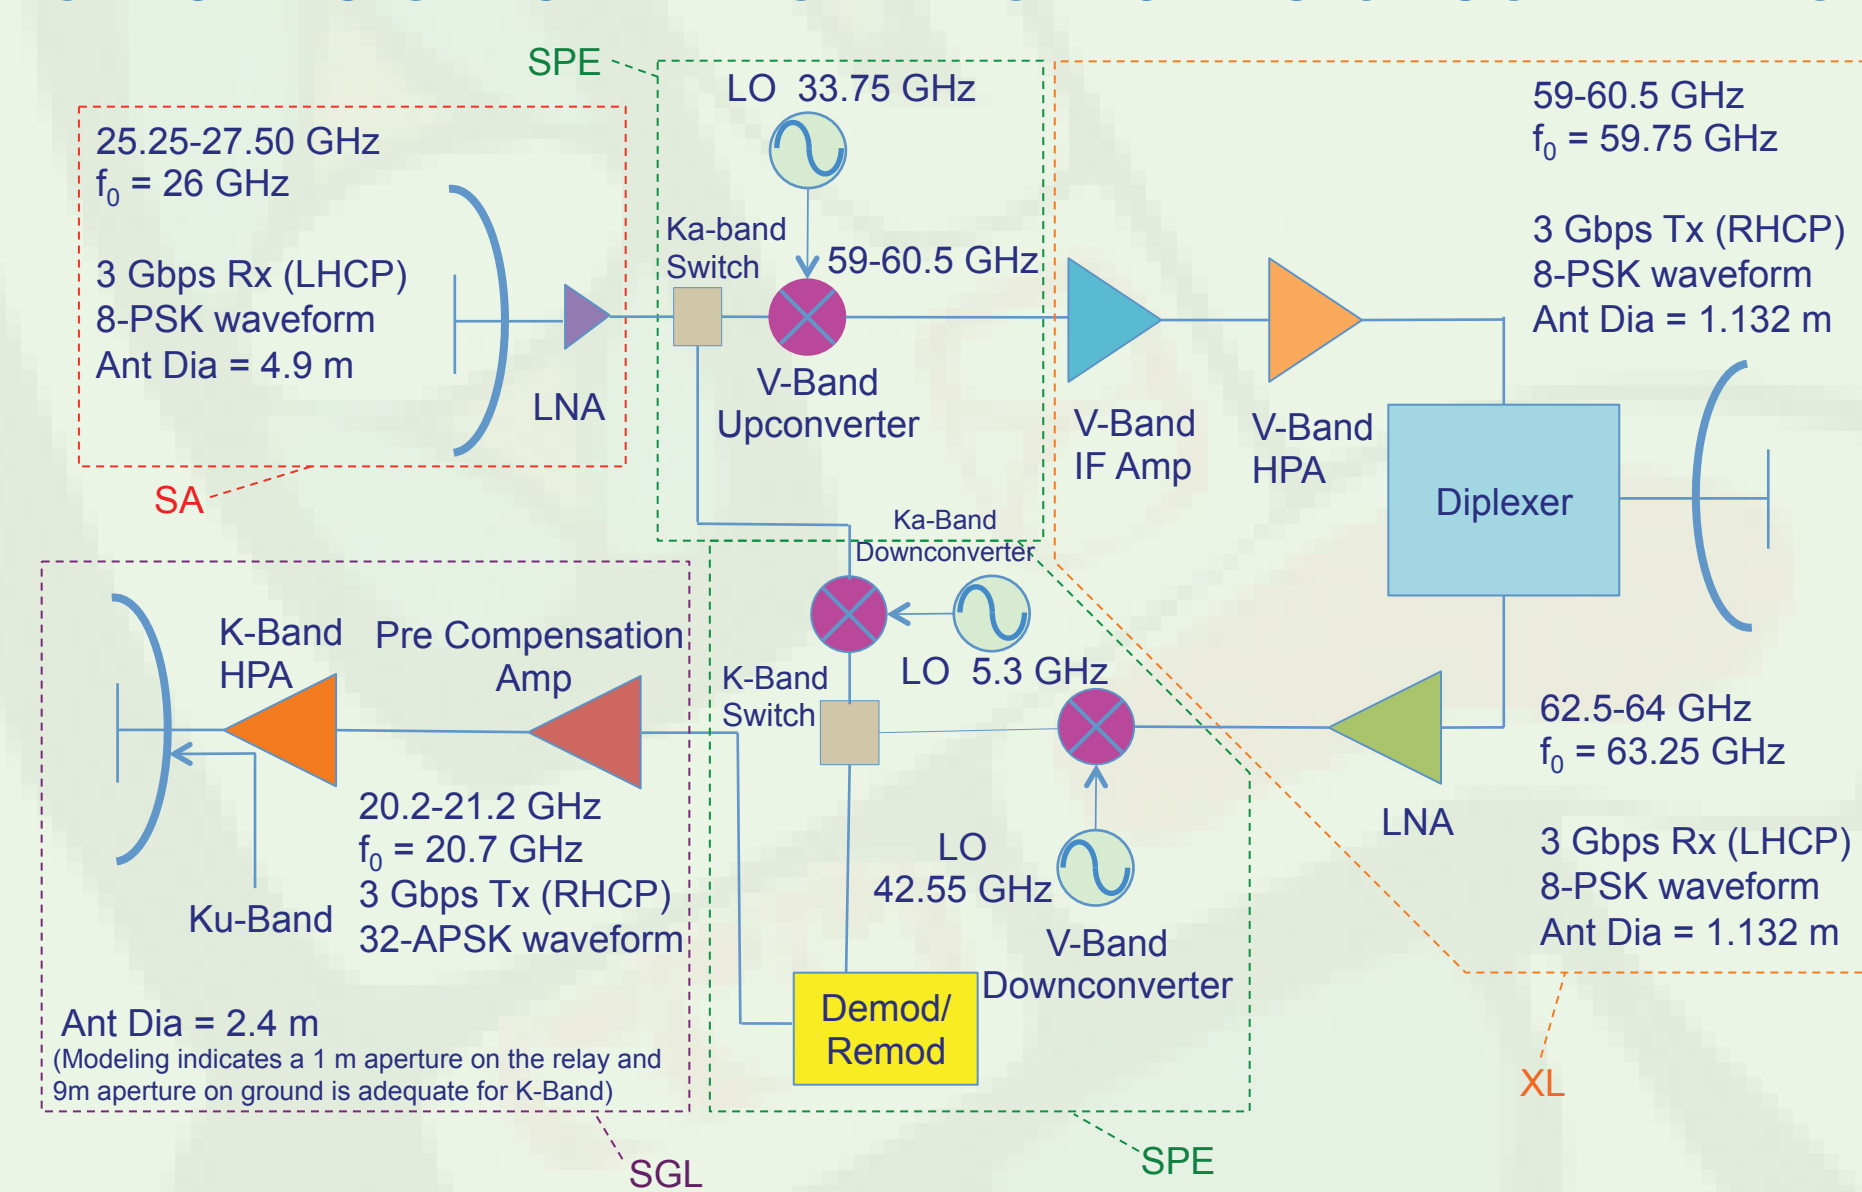 SPE
LO 33.75 GHz
25.25-27.50 GHz
f0 = 26 GHz
3 Gbps Rx (LHCP)
8-PSK waveform
Ant Dia = 4.9 m
LNA
SA
Ka-band
Switch
59-60.5 GHz
V-Band
Upconverter
59-60.5 GHz
f0 = 59.75 GHz
3 Gbps Tx (RHCP)
8-PSK waveform
Ant Dia = 1.132 m
V-Band
IF Amp
V-Band
HPA
Diplexer
Ka-Band
Downconverter
LO 5.3 GHz
K-Band
Switch
K-Band
HPA
Pre Compensation
Amp
20.2-21.2 GHz
f0 = 20.7 GHz
3 Gbps Tx (RHCP)
32-APSK waveform
Ku-Band
Ant Dia = 2.4 m
(Modeling indicates a 1 m aperture on the relay and
9m aperture on ground is adequate for K-Band)
SGL
LO
42.55 GHz
V-Band
Downconverter
Demod/
Remod
SPE
LNA
62.5-64 GHz
f0 = 63.25 GHz
3 Gbps Rx (LHCP)
8-PSK waveform
Ant Dia = 1.132 m
XL